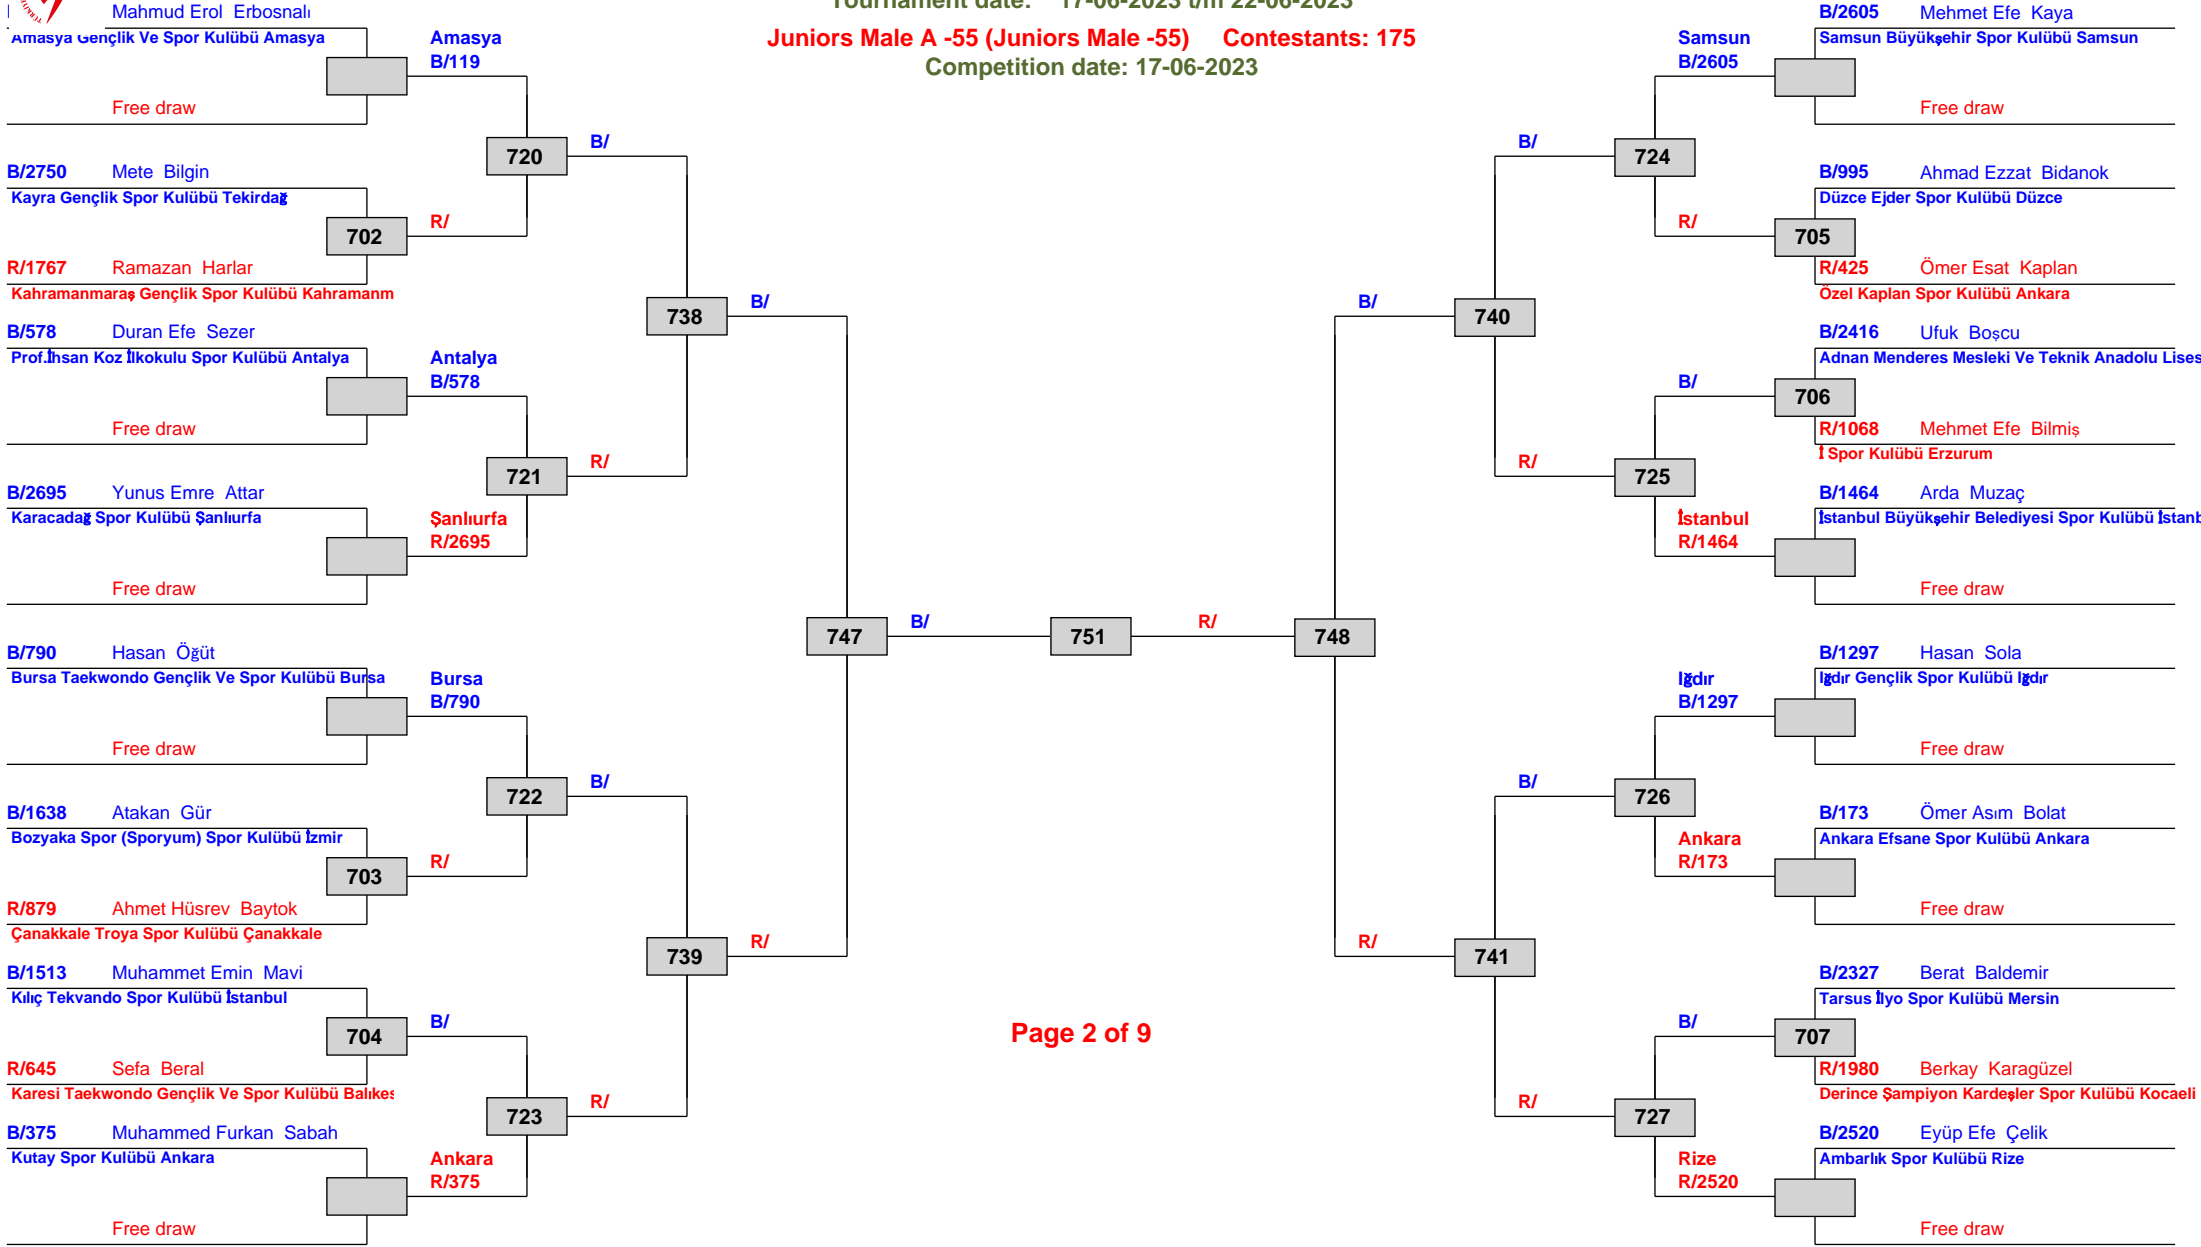 Tournament date: 17-06-2023 t/m 22-06-2023
Juniors Male A -55 (Juniors Male -55) Contestants: 175
Competition date: 17-06-2023
Mahmud Erol Erbosnalı
Amasya Gençlik Ve Spor Kulübü Amasya
Free draw
Amasya
B/119
B/2750 Mete Bilgin
Kayra Gençlik Spor Kulübü Tekirdağ
702
R/1767 Ramazan Harlar
Kahramanmaraş Gençlik Spor Kulübü Kahramanm
R/
720
B/
B/578 Duran Efe Sezer
Prof.İhsan Koz İlkokulu Spor Kulübü Antalya
Free draw
Antalya
B/578
B/2695 Yunus Emre Attar
Karacadağ Spor Kulübü Şanlıurfa
Free draw
Şanlıurfa
R/2695
721
R/
738
B/
B/790 Hasan Öğüt
Bursa Taekwondo Gençlik Ve Spor Kulübü Bursa
Free draw
Bursa
B/790
B/1638 Atakan Gür
Bozyaka Spor (Sporyum) Spor Kulübü İzmir
703
R/879 Ahmet Hüsrev Baytok
Çanakkale Troya Spor Kulübü Çanakkale
R/
722
B/
B/1513 Muhammet Emin Mavi
Kılıç Tekvando Spor Kulübü İstanbul
704
R/645 Sefa Beral
Karesi Taekwondo Gençlik Ve Spor Kulübü Balıkes
B/
B/375 Muhammed Furkan Sabah
Kutay Spor Kulübü Ankara
Free draw
Ankara
R/375
723
R/
739
R/
747
B/
751
R/
748
B/
740
B/
724
Samsun
B/2605
B/2605 Mehmet Efe Kaya
Samsun Büyükşehir Spor Kulübü Samsun
Free draw
R/
B/995 Ahmad Ezzat Bidanok
Düzce Ejder Spor Kulübü Düzce
705
R/425 Ömer Esat Kaplan
Özel Kaplan Spor Kulübü Ankara
R/
725
B/
B/2416 Ufuk Boşcu
Adnan Menderes Mesleki Ve Teknik Anadolu Lises
706
R/1068 Mehmet Efe Bilmiş
İ Spor Kulübü Erzurum
İstanbul
R/1464
B/1464 Arda Muzaç
İstanbul Büyükşehir Belediyesi Spor Kulübü İstanb
Free draw
R/
741
B/
726
Iğdır
B/1297
B/1297 Hasan Sola
Iğdır Gençlik Spor Kulübü Iğdır
Free draw
Ankara
R/173
B/173 Ömer Asım Bolat
Ankara Efsane Spor Kulübü Ankara
Free draw
R/
727
B/
B/2327 Berat Baldemir
Tarsus İlyo Spor Kulübü Mersin
707
R/1980 Berkay Karagüzel
Derince Şampiyon Kardeşler Spor Kulübü Kocaeli
Rize
R/2520
B/2520 Eyüp Efe Çelik
Ambarlık Spor Kulübü Rize
Free draw
Page 2 of 9